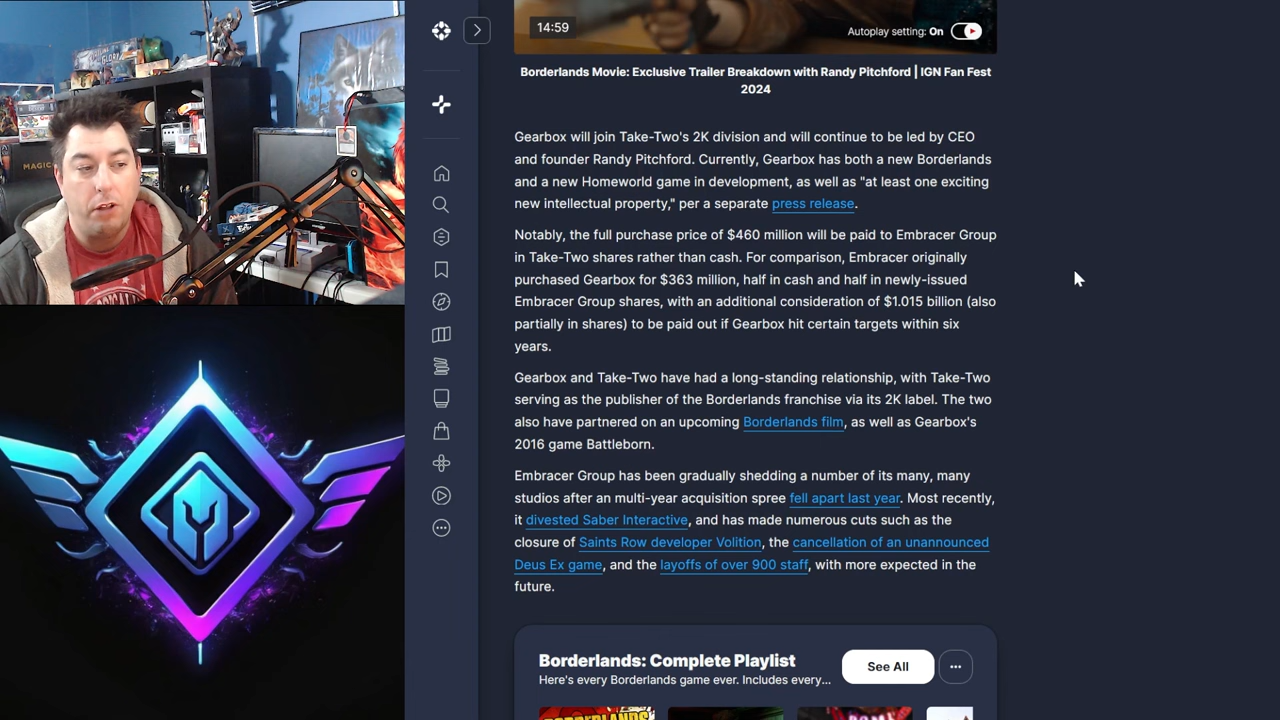 MAGIC
14:59
Autoplay setting: On
Borderlands Movie: Exclusive Trailer Breakdown with Randy Pitchford | IGN Fan Fest
2024
Gearbox will join Take-Two's 2K division and will continue to be led by CEO
and founder Randy Pitchford. Currently, Gearbox has both a new Borderlands
and a new Homeworld game in development, as well as "at least one exciting
new intellectual property," per a separate press release.
Notably, the full purchase price of $460 million will be paid to Embracer Group
in Take-Two shares rather than cash. For comparison, Embracer originally
purchased Gearbox for $363 million, half in cash and half in newly-issued
Embracer Group shares, with an additional consideration of $1.015 billion (also
partially in shares) to be paid out if Gearbox hit certain targets within six
years.
Gearbox and Take-Two have had a long-standing relationship, with Take-Two
serving as the publisher of the Borderlands franchise via its 2K label. The two
also have partnered on an upcoming Borderlands film, as well as Gearbox's
2016 game Battleborn.
Embracer Group has been gradually shedding a number of its many, many
studios after an multi-year acquisition spree fell apart last year. Most recently,
it divested Saber Interactive, and has made numerous cuts such as the
closure of Saints Row developer Volition, the cancellation of an unannounced
Deus Ex game, and the layoffs of over 900 staff, with more expected in the
future.
Borderlands: Complete Playlist
Here's every Borderlands game ever. Includes every...
See All
BORDERLANDS